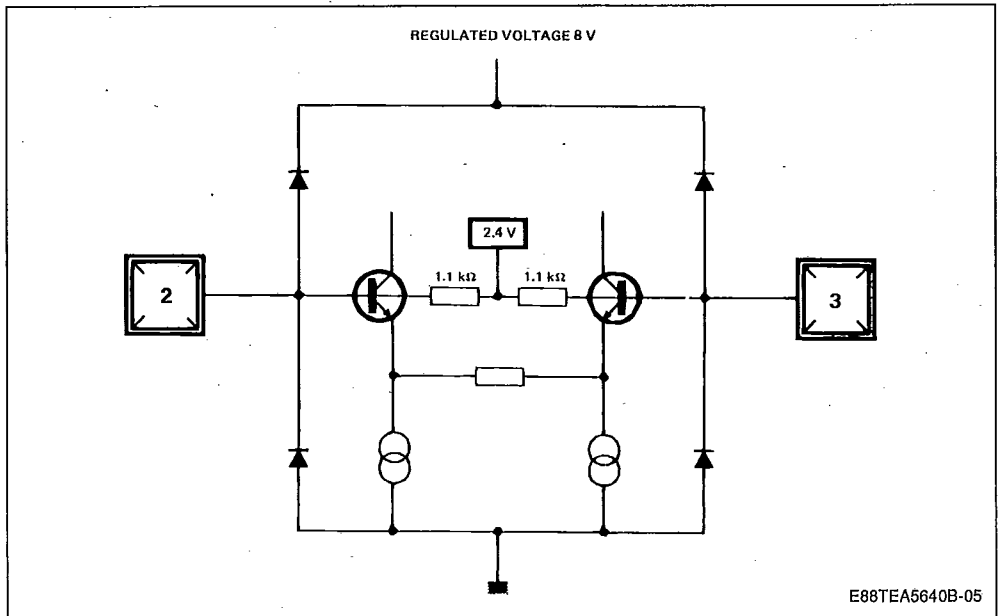 REGULATED VOLTAGE 8 V
2.4 V
1.1 kΩ 1.1 kΩ
2
3
E88TEA5640B-05